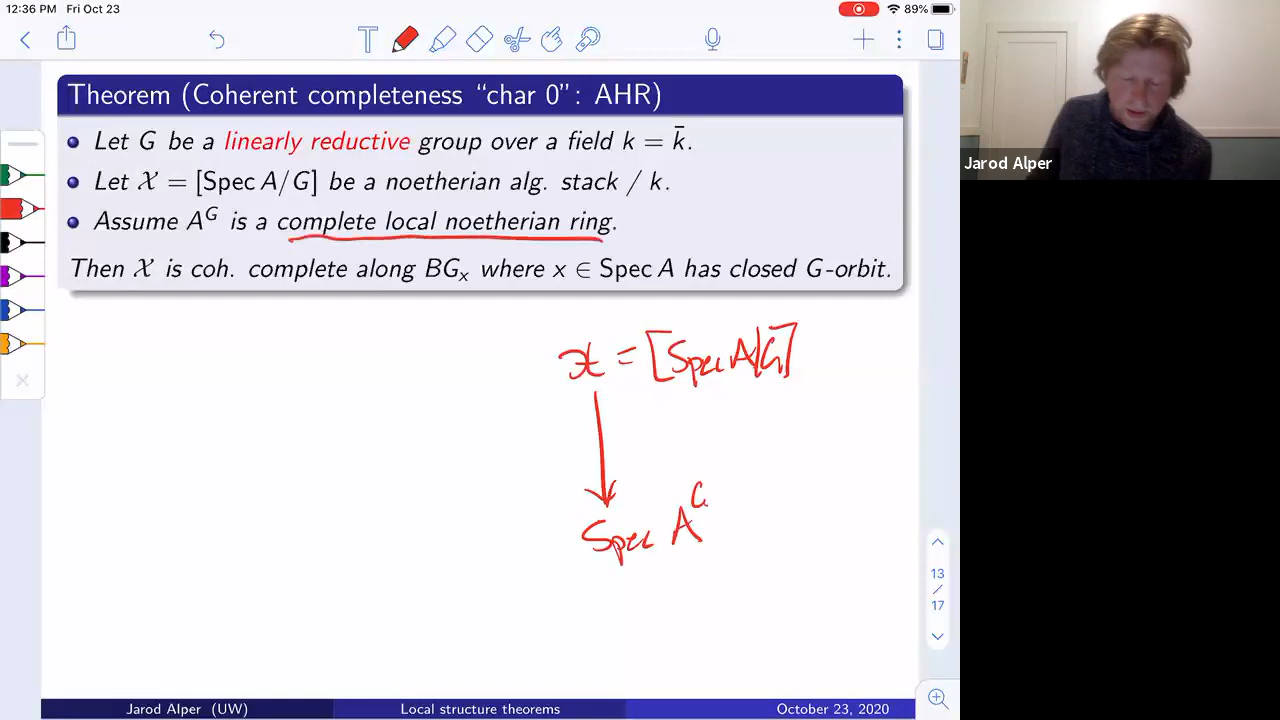 12:36 PM Fri Oct 23
89%
Theorem (Coherent completeness “char 0”: AHR)
Let G be a linearly reductive group over a field k = k̄.
Let 𝒳 = [Spec A/G] be a noetherian alg. stack / k.
Assume A^G is a complete local noetherian ring.
Then 𝒳 is coh. complete along BG_x where x ∈ Spec A has closed G-orbit.
𝒳 = [Spec A/G]
Spec A^G
13
/
17
Jarod Alper (UW)
Local structure theorems
October 23, 2020
Jarod Alper